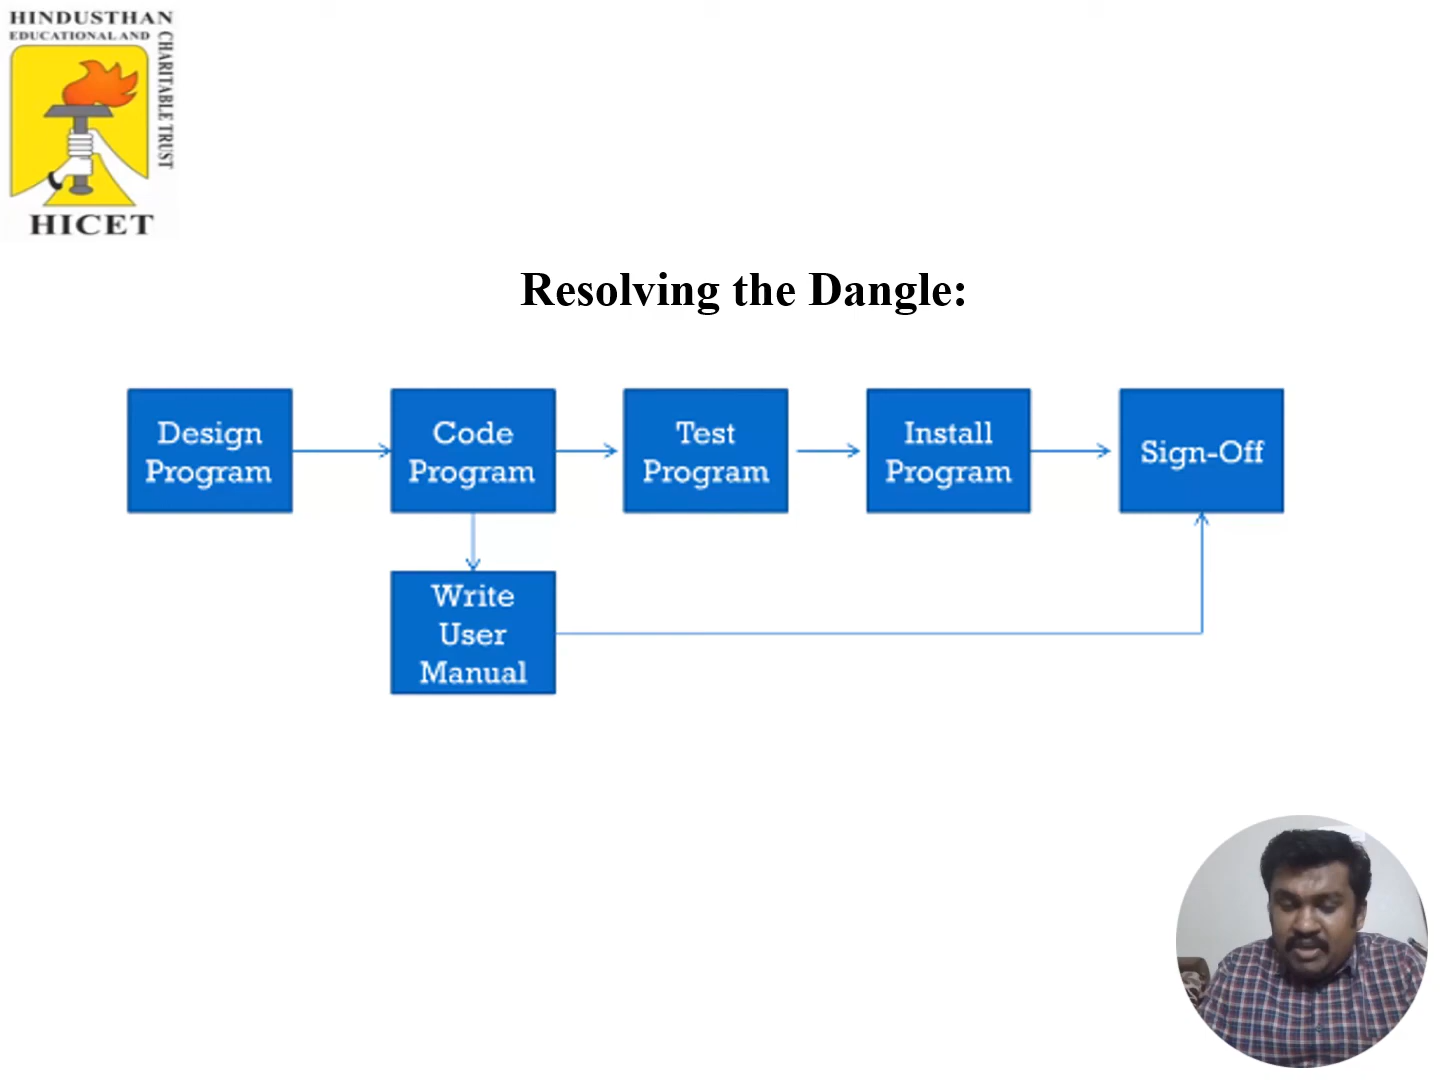 HINDUSTHAN
EDUCATIONAL AND
CHARITABLE TRUST
HICET
Resolving the Dangle:
Design
Program
Code
Program
Test
Program
Install
Program
Sign-Off
Write
User
Manual